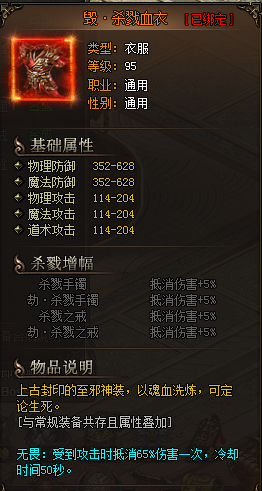 毁·杀戮血衣 [已绑定]
类型：衣服
等级：95
职业：通用
性别：通用
基础属性
物理防御 352-628
魔法防御 352-628
物理攻击 114-204
魔法攻击 114-204
道术攻击 114-204
杀戮增幅
杀戮手镯 抵消伤害+5%
劫·杀戮手镯 抵消伤害+5%
杀戮之戒 抵消伤害+5%
劫·杀戮之戒 抵消伤害+5%
物品说明
上古封印的至邪神装，以魂血洗炼，可定
论生死。
[与常规装备共存且属性叠加]
无畏：受到攻击时抵消65%伤害一次，冷却
时间50秒。